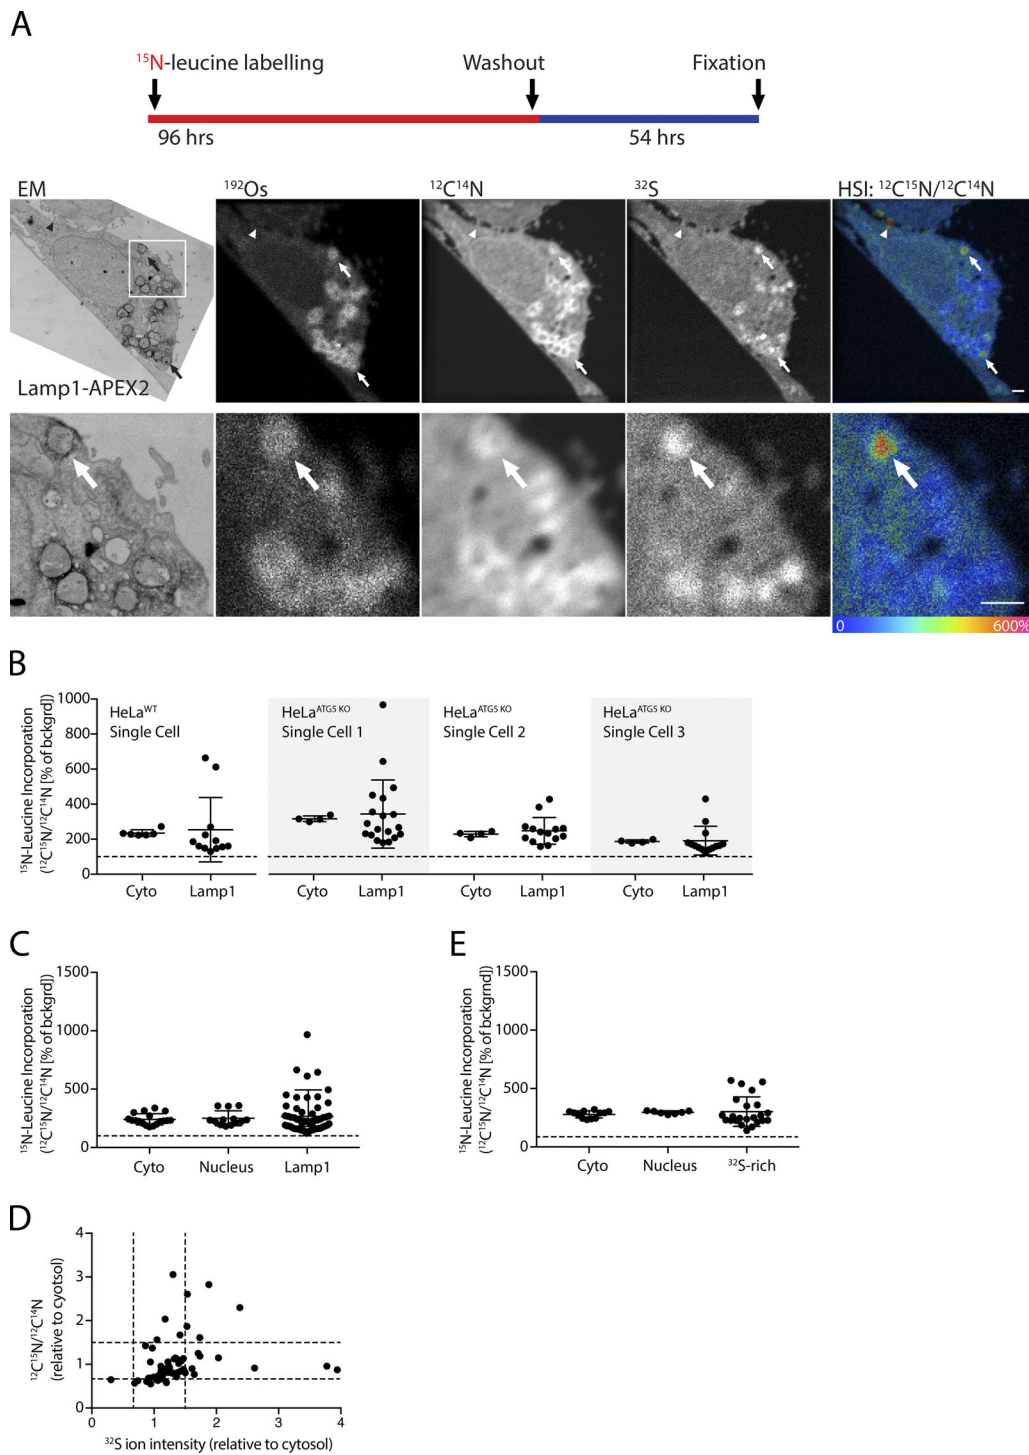 A
¹⁵N-leucine labelling Washout Fixation
96 hrs 54 hrs
EM ¹⁹²Os ¹²C¹⁴N ³²S HSI: ¹²C¹⁵N/¹²C¹⁴N
Lamp1-APEX2
0 600%
B
¹⁵N-Leucine Incorporation
(¹²C¹⁵N/¹²C¹⁴N [% of bckgrd])
1000
800
600
400
200
0
HeLaᵂᵀ
Single Cell
HeLaᴬᵀᴳ⁵ ᴷᴼ
Single Cell 1
HeLaᴬᵀᴳ⁵ ᴷᴼ
Single Cell 2
HeLaᴬᵀᴳ⁵ ᴷᴼ
Single Cell 3
Cyto Lamp1 Cyto Lamp1 Cyto Lamp1 Cyto Lamp1
C
¹⁵N-Leucine Incorporation
(¹²C¹⁵N/¹²C¹⁴N [% of bckgrd])
1500
1000
500
0
Cyto Nucleus Lamp1
E
¹⁵N-Leucine Incorporation
(¹²C¹⁵N/¹²C¹⁴N [% of bckgrnd])
1500
1000
500
0
Cyto Nucleus ³²S-rich
D
¹²C¹⁵N/¹²C¹⁴N
(relative to cyotsol)
4
3
2
1
0
0 1 2 3 4
³²S ion intensity (relative to cytosol)